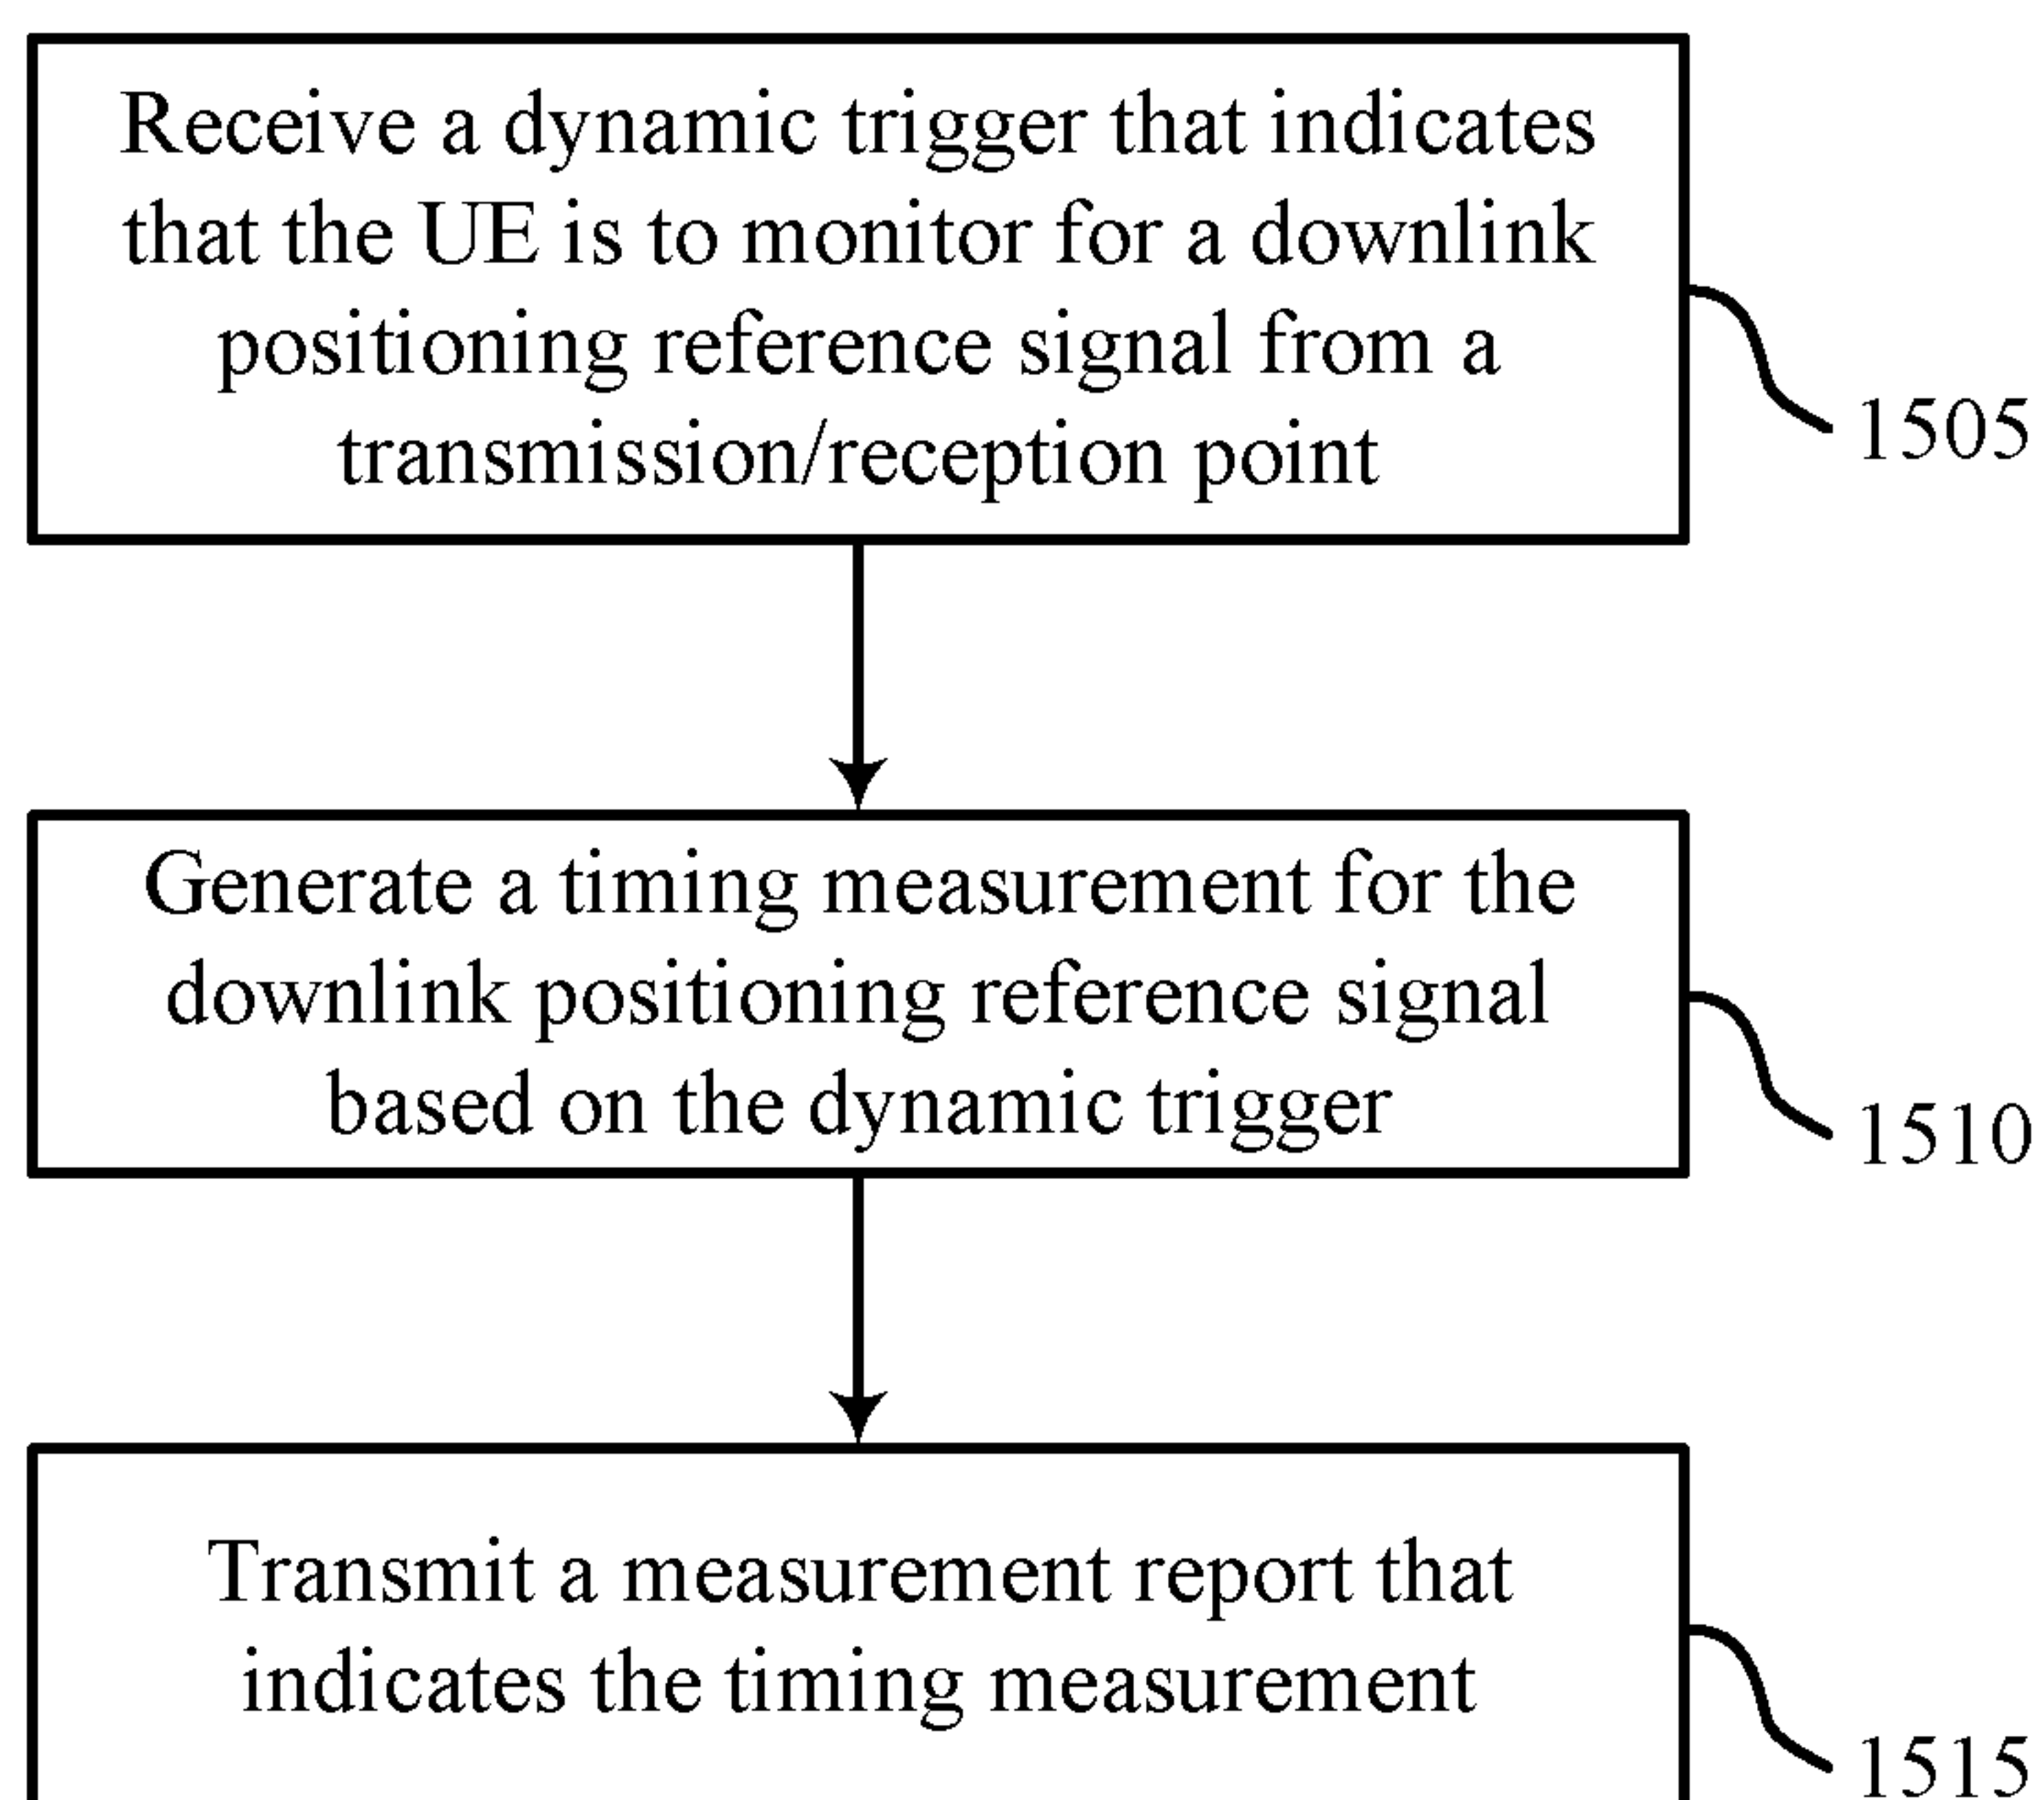 Receive a dynamic trigger that indicates
that the UE is to monitor for a downlink
positioning reference signal from a
transmission/reception point
1505
Generate a timing measurement for the
downlink positioning reference signal
based on the dynamic trigger
1510
Transmit a measurement report that
indicates the timing measurement
1515